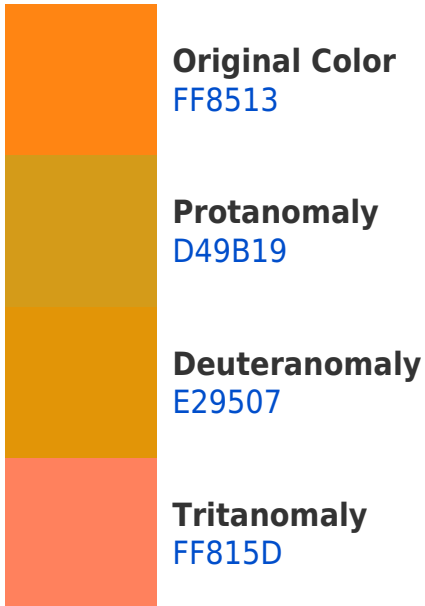 Original Color
FF8513
Protanomaly
D49B19
Deuteranomaly
E29507
Tritanomaly
FF815D